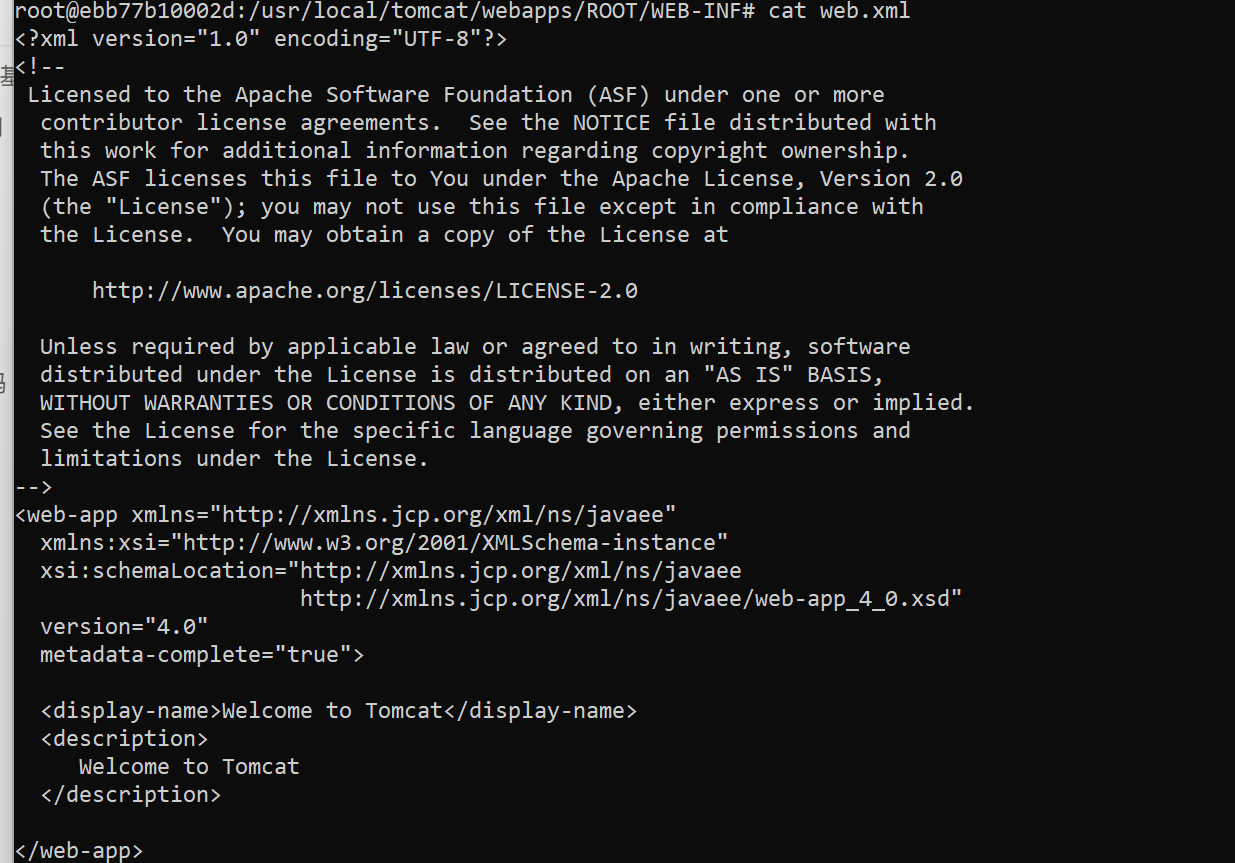 root@ebb77b10002d:/usr/local/tomcat/webapps/ROOT/WEB-INF# cat web.xml
<?xml version="1.0" encoding="UTF-8"?>
<!--
 Licensed to the Apache Software Foundation (ASF) under one or more
  contributor license agreements.  See the NOTICE file distributed with
  this work for additional information regarding copyright ownership.
  The ASF licenses this file to You under the Apache License, Version 2.0
  (the "License"); you may not use this file except in compliance with
  the License.  You may obtain a copy of the License at

      http://www.apache.org/licenses/LICENSE-2.0

  Unless required by applicable law or agreed to in writing, software
  distributed under the License is distributed on an "AS IS" BASIS,
  WITHOUT WARRANTIES OR CONDITIONS OF ANY KIND, either express or implied.
  See the License for the specific language governing permissions and
  limitations under the License.
-->
<web-app xmlns="http://xmlns.jcp.org/xml/ns/javaee"
  xmlns:xsi="http://www.w3.org/2001/XMLSchema-instance"
  xsi:schemaLocation="http://xmlns.jcp.org/xml/ns/javaee
                      http://xmlns.jcp.org/xml/ns/javaee/web-app_4_0.xsd"
  version="4.0"
  metadata-complete="true">

  <display-name>Welcome to Tomcat</display-name>
  <description>
     Welcome to Tomcat
  </description>

</web-app>